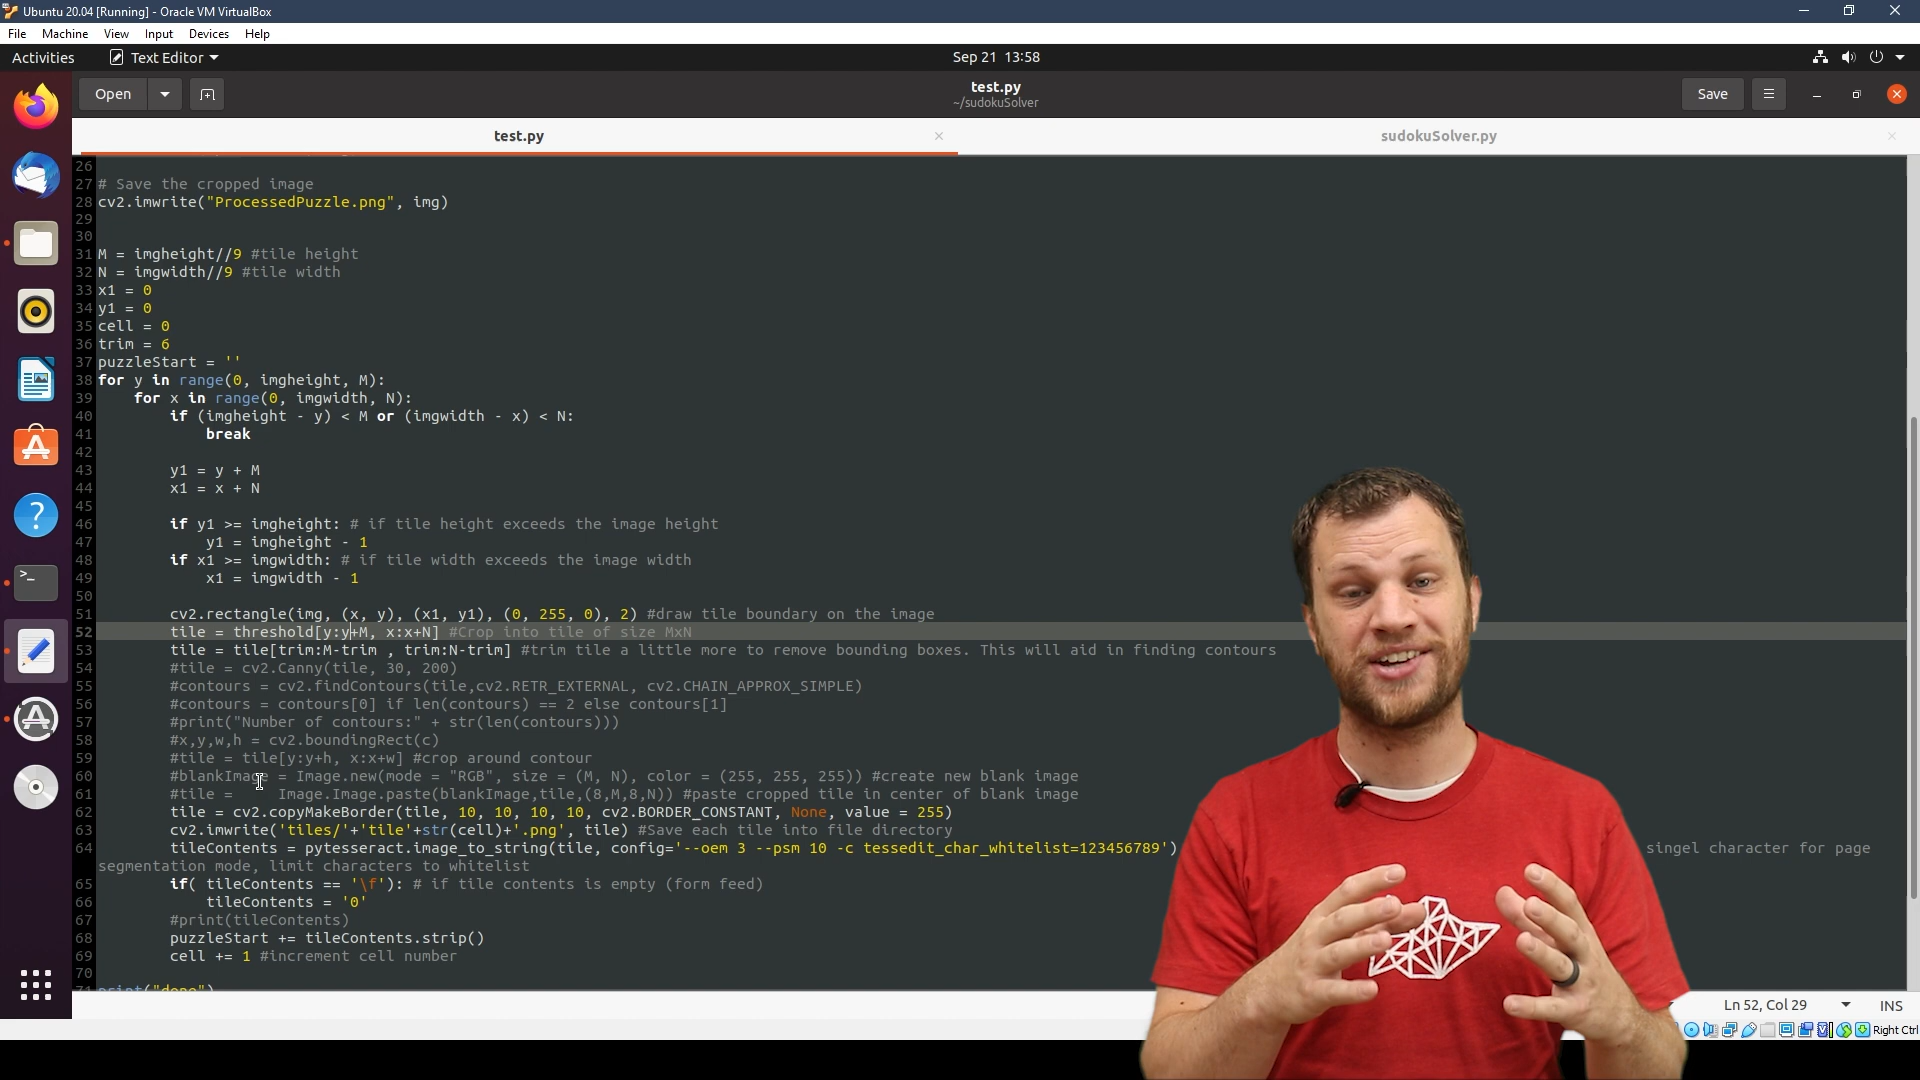 Ubuntu 20.04 [Running] - Oracle VM VirtualBox
File Machine View Input Devices Help
Activities Text Editor Sep 21 13:58
Open test.py Save
~/sudokuSolver
test.py sudokuSolver.py
26
27 # Save the cropped image
28 cv2.imwrite("ProcessedPuzzle.png", img)
29
30
31 M = imgheight//9 #tile height
32 N = imgwidth//9 #tile width
33 x1 = 0
34 y1 = 0
35 cell = 0
36 trim = 6
37 puzzleStart = ''
38 for y in range(0, imgheight, M):
39 for x in range(0, imgwidth, N):
40 if (imgheight - y) < M or (imgwidth - x) < N:
41 break
42
43 y1 = y + M
44 x1 = x + N
45
46 if y1 >= imgheight: # if tile height exceeds the image height
47 y1 = imgheight - 1
48 if x1 >= imgwidth: # if tile width exceeds the image width
49 x1 = imgwidth - 1
50
51 cv2.rectangle(img, (x, y), (x1, y1), (0, 255, 0), 2) #draw tile boundary on the image
52 tile = threshold[y:y+M, x:x+N] #Crop into tile of size MxN
53 tile = tile[trim:M-trim , trim:N-trim] #trim tile a little more to remove bounding boxes. This will aid in finding contours
54 #tile = cv2.Canny(tile, 30, 200)
55 #contours = cv2.findContours(tile,cv2.RETR_EXTERNAL, cv2.CHAIN_APPROX_SIMPLE)
56 #contours = contours[0] if len(contours) == 2 else contours[1]
57 #print("Number of contours:" + str(len(contours)))
58 #x,y,w,h = cv2.boundingRect(c)
59 #tile = tile[y:y+h, x:x+w] #crop around contour
60 #blankImage = Image.new(mode = "RGB", size = (M, N), color = (255, 255, 255)) #create new blank image
61 #tile = Image.Image.paste(blankImage,tile,(8,M,8,N)) #paste cropped tile in center of blank image
62 tile = cv2.copyMakeBorder(tile, 10, 10, 10, 10, cv2.BORDER_CONSTANT, None, value = 255)
63 cv2.imwrite('tiles/'+'tile'+str(cell)+'.png', tile) #Save each tile into file directory
64 tileContents = pytesseract.image_to_string(tile, config='--oem 3 --psm 10 -c tessedit_char_whitelist=123456789') singel character for page
segmentation mode, limit characters to whitelist
65 if( tileContents == '\f'): # if tile contents is empty (form feed)
66 tileContents = '0'
67 #print(tileContents)
68 puzzleStart += tileContents.strip()
69 cell += 1 #increment cell number
70
71 print("done")
Ln 52, Col 29 INS
Right Ctrl